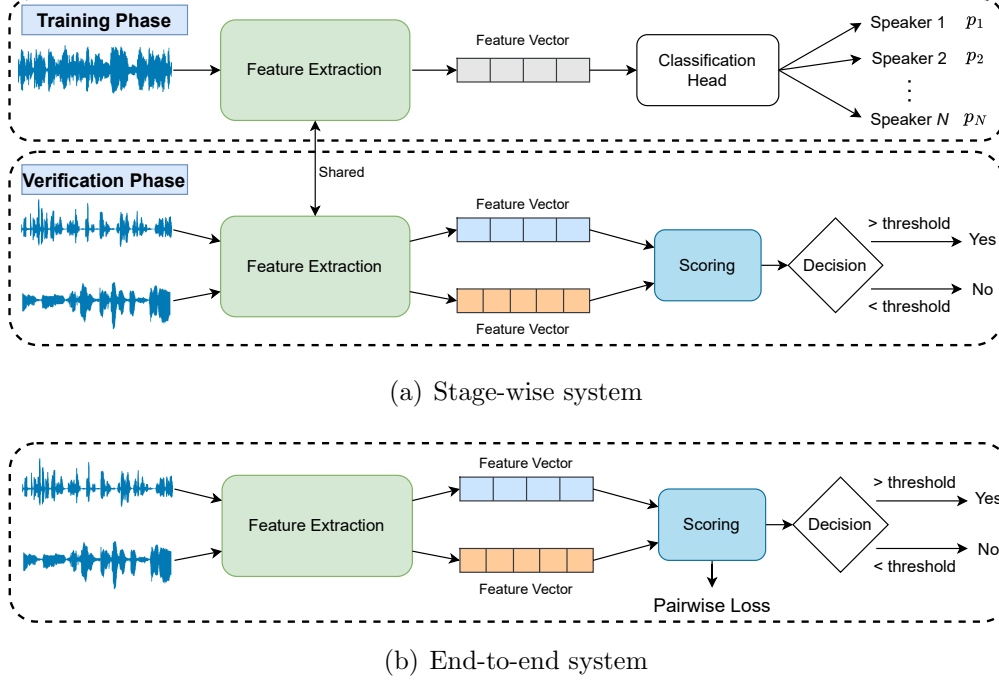 Training Phase
Feature Extraction
Feature Vector
Classification
Head
Speaker 1 p1
Speaker 2 p2
⋮
Speaker N pN
Shared
Verification Phase
Feature Extraction
Feature Vector
Feature Vector
Scoring
Decision
> threshold
Yes
No
< threshold
(a) Stage-wise system
Feature Extraction
Feature Vector
Feature Vector
Scoring
Pairwise Loss
Decision
> threshold
Yes
No
< threshold
(b) End-to-end system